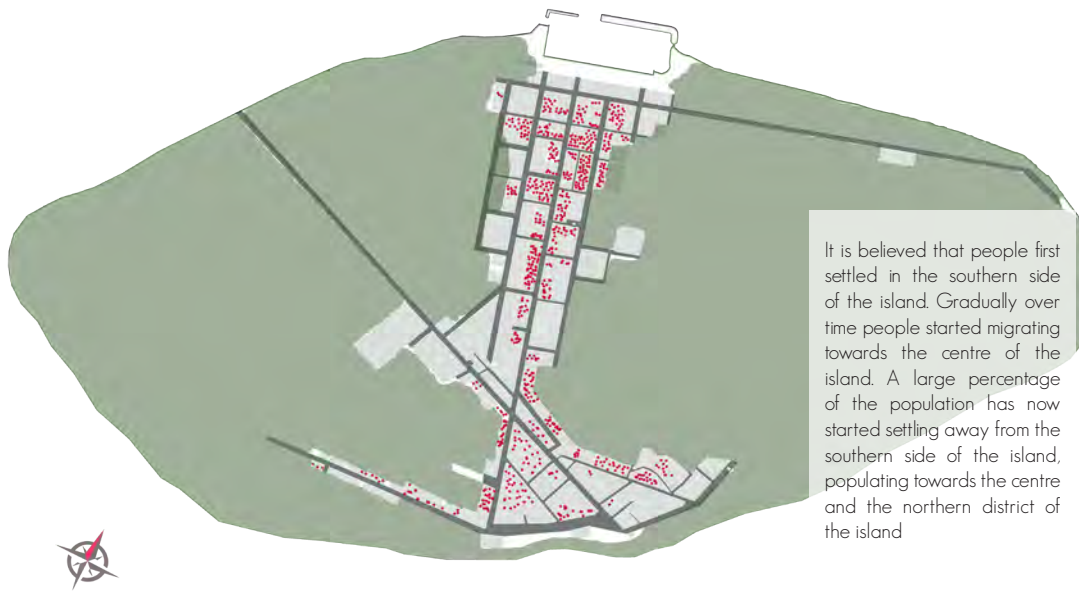 It is believed that people first
settled in the southern side
of the island. Gradually over
time people started migrating
towards the centre of the
island. A large percentage
of the population has now
started settling away from the
southern side of the island,
populating towards the centre
and the northern district of
the island